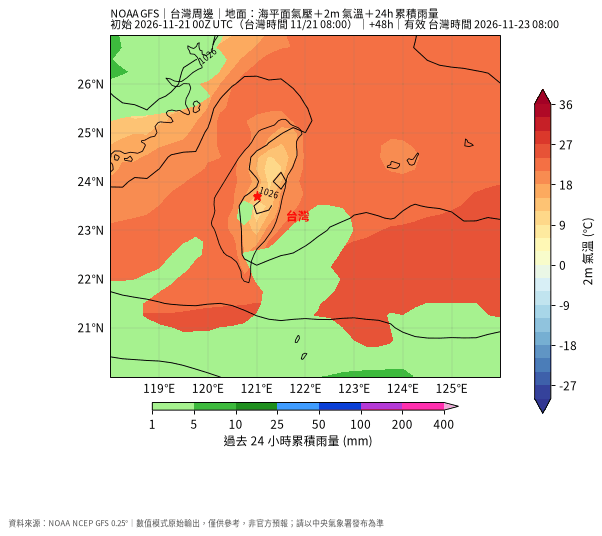 NOAA GFS｜台灣周邊｜地面：海平面氣壓＋2m 氣溫＋24h 累積雨量
初始 2026-11-21 00Z UTC（台灣時間 11/21 08:00）｜+48h｜有效 台灣時間 2026-11-23 08:00
1026
26°N
25°N
24°N
23°N
22°N
21°N
1026
台灣
119°E 120°E 121°E 122°E 123°E 124°E 125°E
36
27
18
9
0
-9
-18
-27
2m 氣溫 (°C)
1 5 10 25 50 100 200 400
過去 24 小時累積雨量 (mm)
資料來源：NOAA NCEP GFS 0.25°｜數值模式原始輸出，僅供參考，非官方預報；請以中央氣象署發布為準